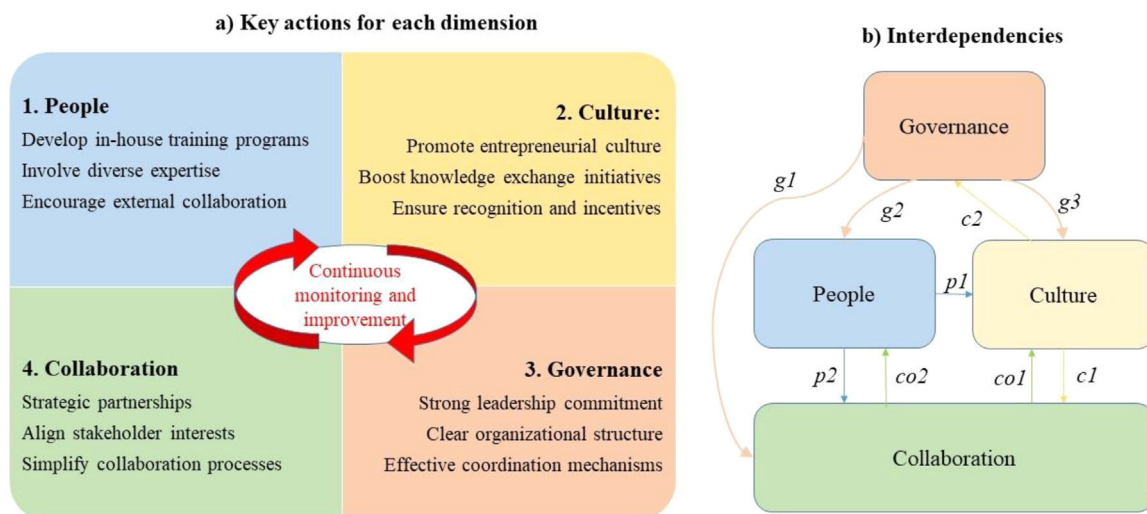 a) Key actions for each dimension
1. People
Develop in-house training programs
Involve diverse expertise
Encourage external collaboration
2. Culture:
Promote entrepreneurial culture
Boost knowledge exchange initiatives
Ensure recognition and incentives
Continuous
monitoring and
improvement
4. Collaboration
Strategic partnerships
Align stakeholder interests
Simplify collaboration processes
3. Governance
Strong leadership commitment
Clear organizational structure
Effective coordination mechanisms
b) Interdependencies
Governance
g1
g2
c2
g3
People
p1
Culture
p2
co2
co1
c1
Collaboration